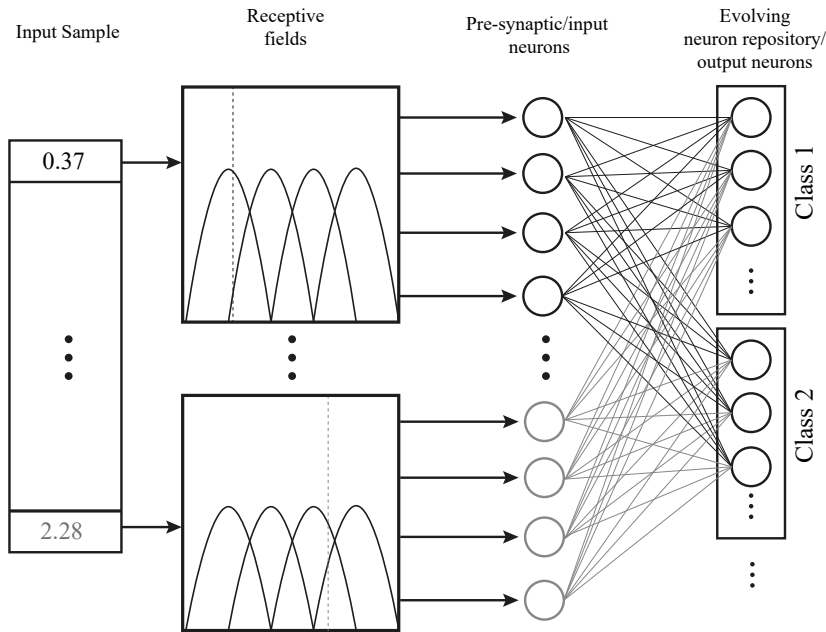 Input Sample
Receptive
fields
Pre-synaptic/input
neurons
Evolving
neuron repository/
output neurons
0.37
2.28
Class 1
Class 2